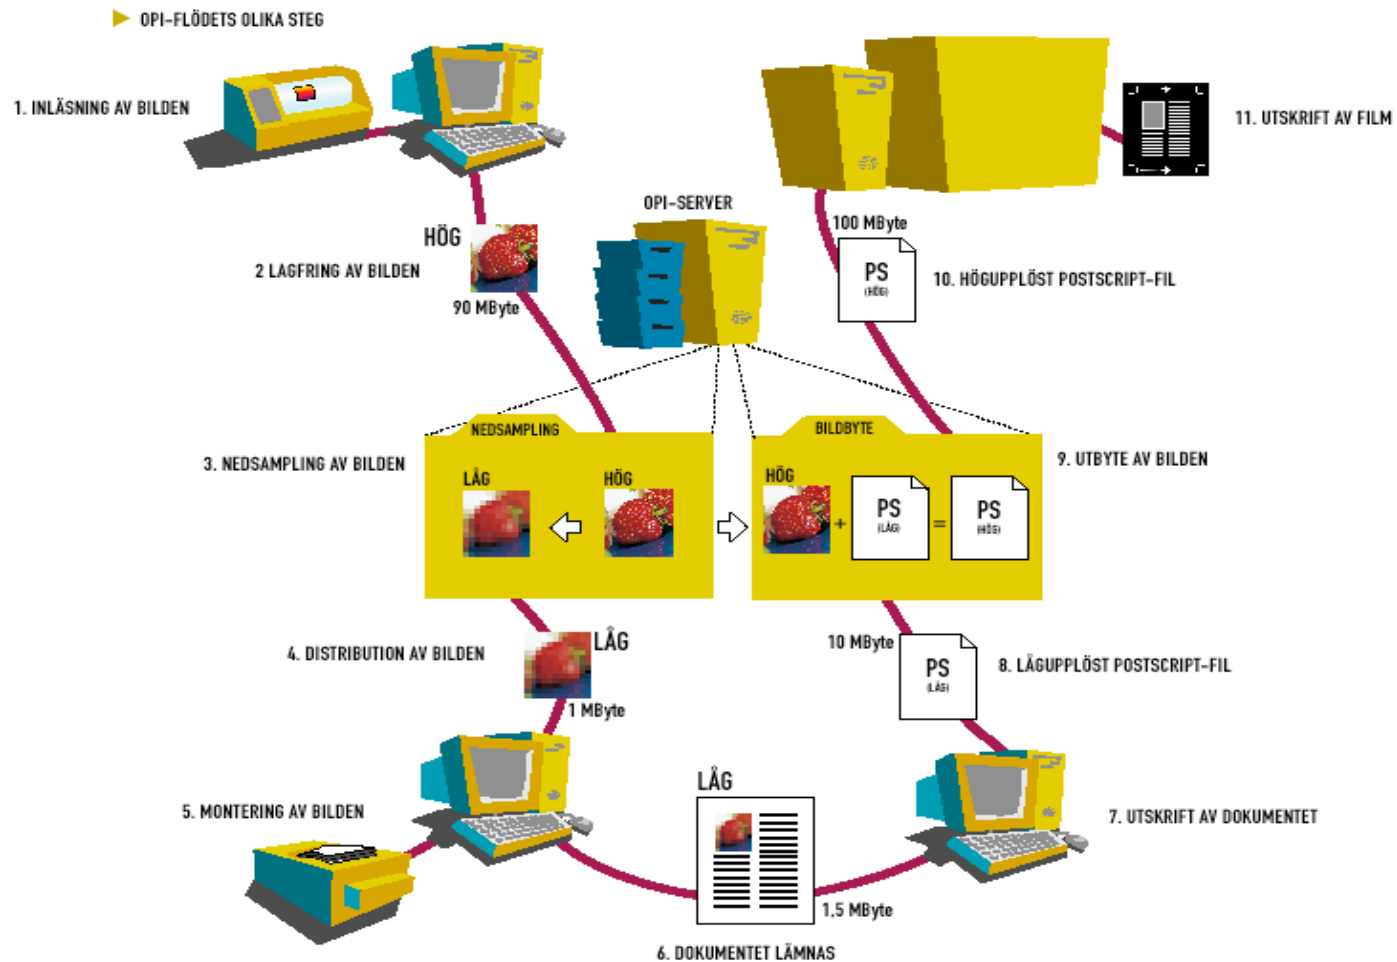 OPI-FLÖDETS OLIKA STEG
1. INLÄSNING AV BILDEN
HÖG
2 LAGFRING AV BILDEN
90 MByte
OPI-SERVER
11. UTSKRIFT AV FILM
100 MByte
PS
(HÖG)
10. HÖGUPPLÖST POSTSCRIPT-FIL
NEDSAMPLING
3. NEDSAMPLING AV BILDEN
LÅG
HÖG
BILDBYTE
9. UTBYTE AV BILDEN
HÖG
+
PS
(LÅG)
=
PS
(HÖG)
4. DISTRIBUTION AV BILDEN
LÅG
1 MByte
10 MByte
PS
(LÅG)
8. LÅGUPPLÖST POSTSCRIPT-FIL
5. MONTERING AV BILDEN
LÅG
1,5 MByte
6. DOKUMENTET LÄMNAS
7. UTSKRIFT AV DOKUMENTET